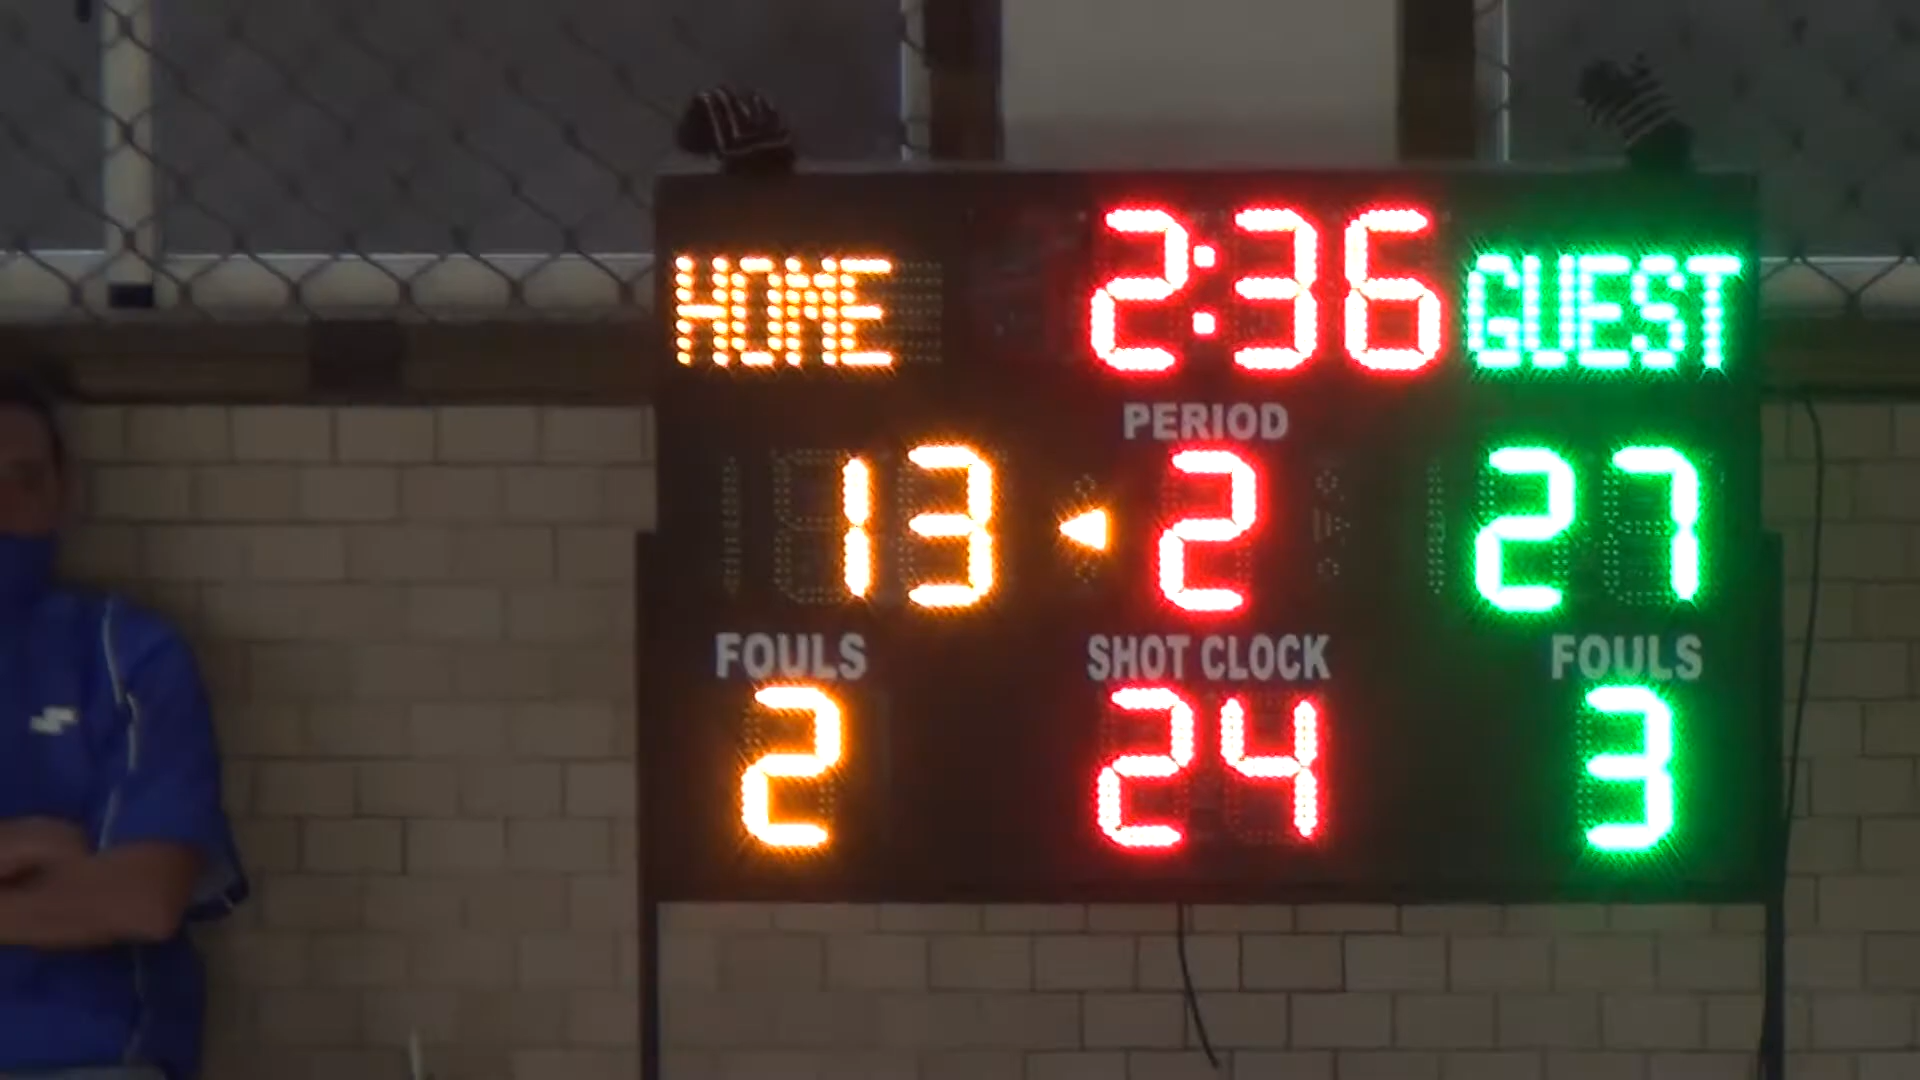 HOME 2:36 GUEST
PERIOD
13 2 27
FOULS SHOT CLOCK FOULS
2 24 3